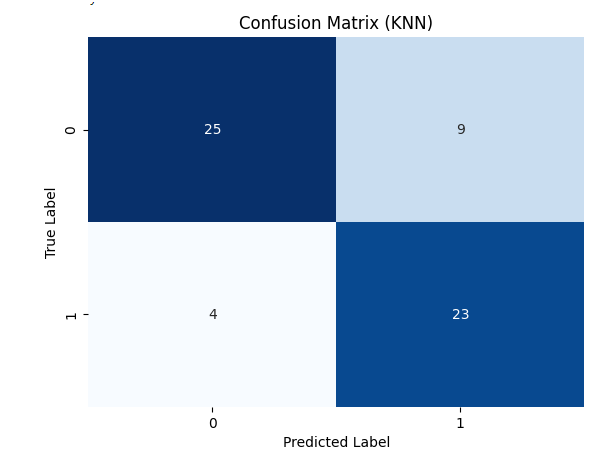 Confusion Matrix (KNN)
0
25
9
True Label
1
4
23
0
1
Predicted Label